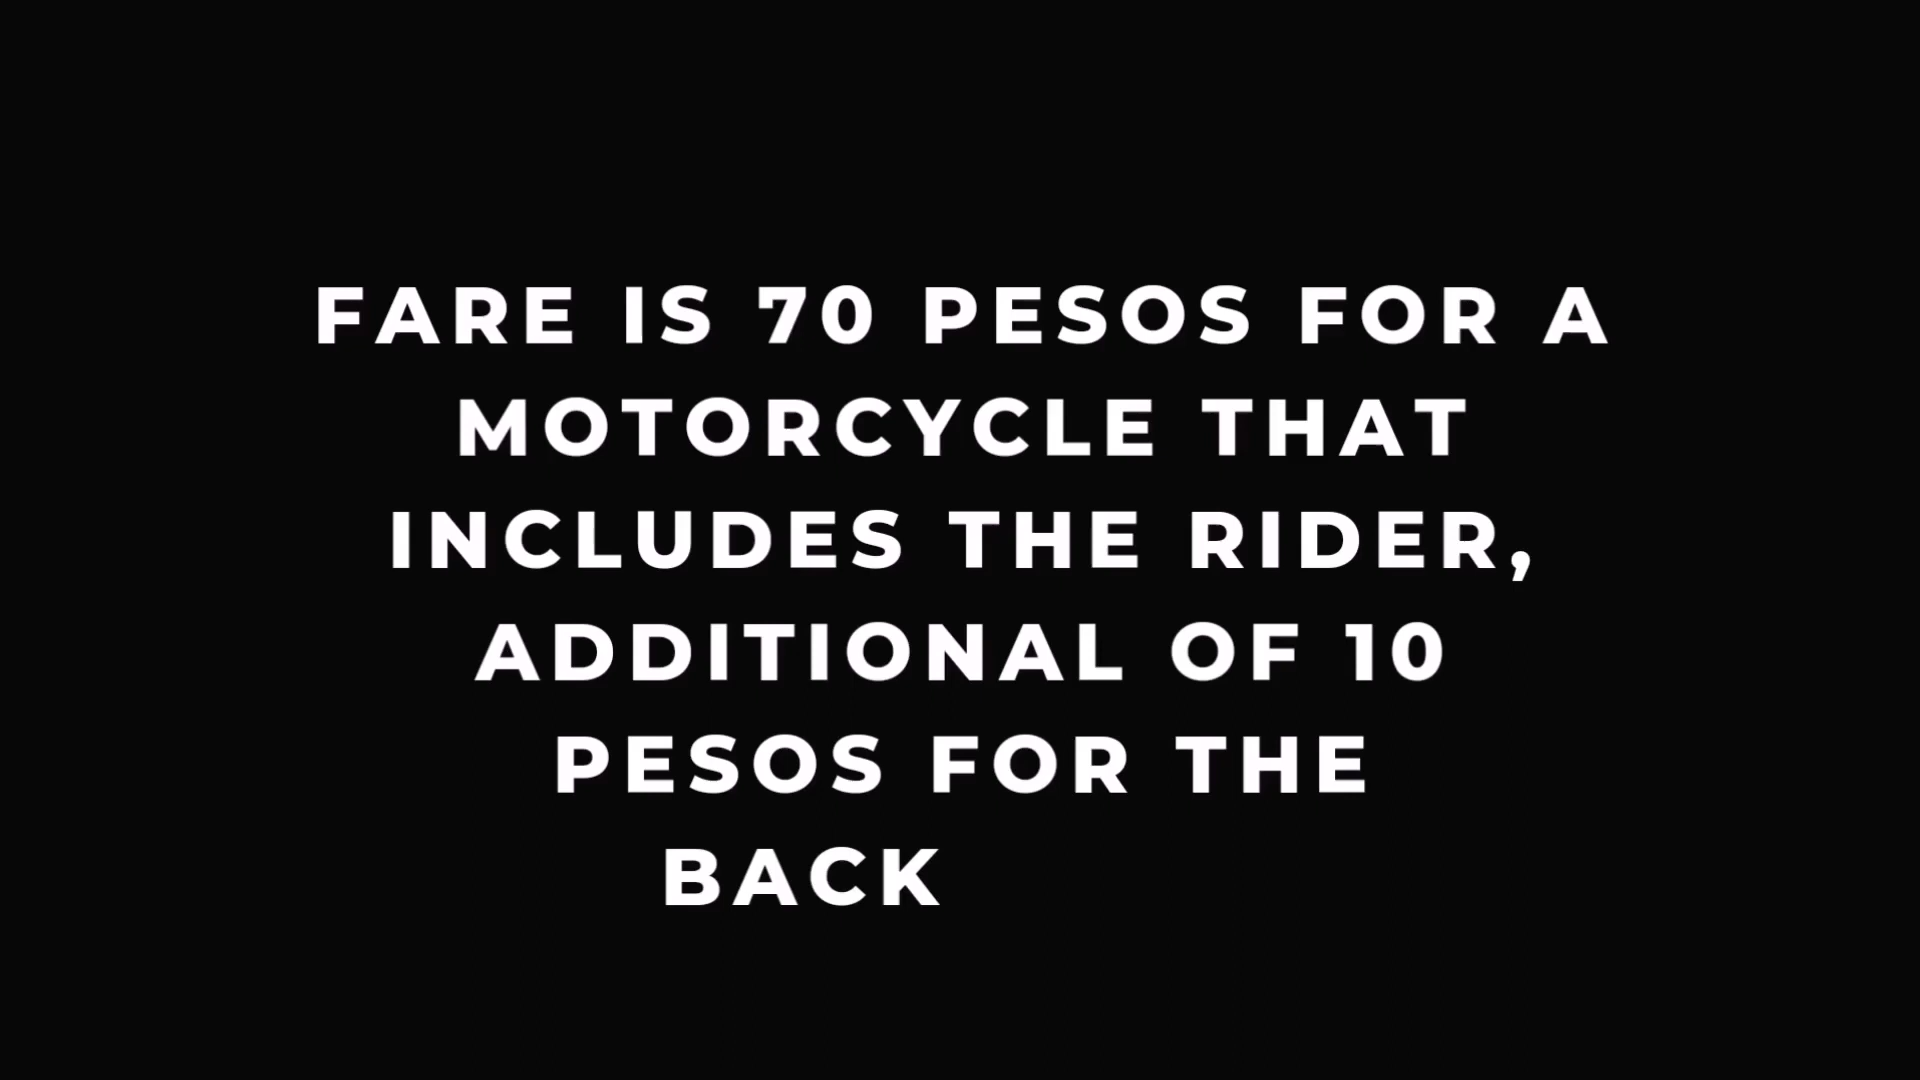 FARE IS 70 PESOS FOR A
MOTORCYCLE THAT
INCLUDES THE RIDER,
ADDITIONAL OF 10
PESOS FOR THE
BACK